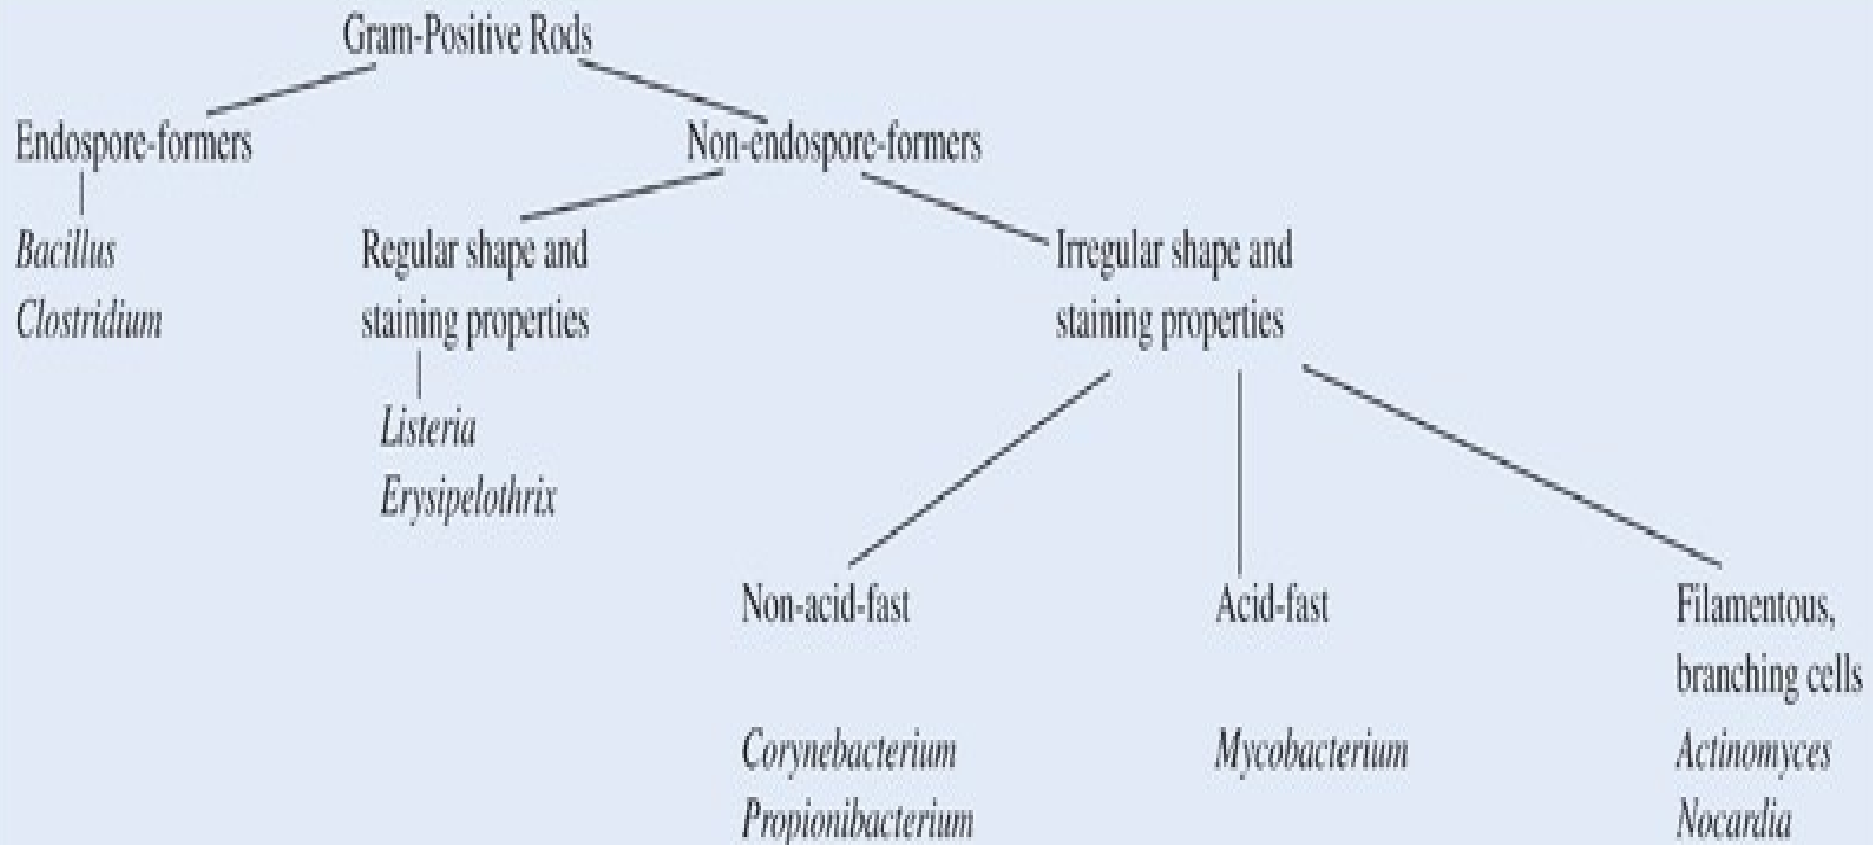 Gram-Positive Rods
Endospore-formers
Non-endospore-formers
Bacillus
Clostridium
Regular shape and
staining properties
Irregular shape and
staining properties
Listeria
Erysipelothrix
Non-acid-fast
Acid-fast
Filamentous,
branching cells
Corynebacterium
Propionibacterium
Mycobacterium
Actinomyces
Nocardia